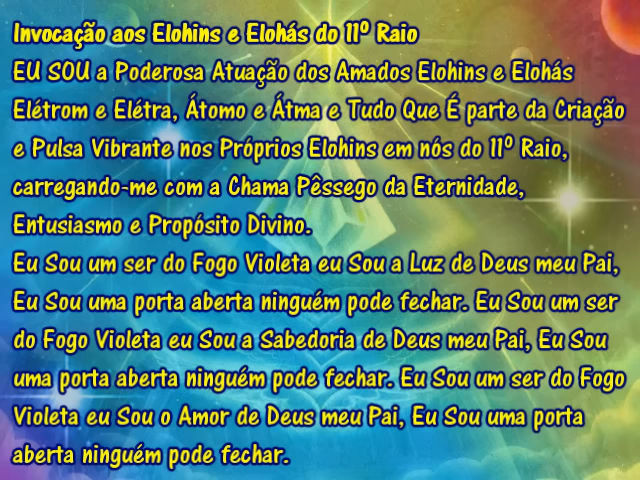 Invocação aos Elohins e Elohás do 11º Raio
EU SOU a Poderosa Atuação dos Amados Elohins e Elohás
Elétrom e Elétra, Átomo e Átma e Tudo Que É parte da Criação
e Pulsa Vibrante nos Próprios Elohins em nós do 11º Raio,
carregando-me com a Chama Pêssego da Eternidade,
Entusiasmo e Propósito Divino.
Eu Sou um ser do Fogo Violeta eu Sou a Luz de Deus meu Pai,
Eu Sou uma porta aberta ninguém pode fechar. Eu Sou um ser
do Fogo Violeta eu Sou a Sabedoria de Deus meu Pai, Eu Sou
uma porta aberta ninguém pode fechar. Eu Sou um ser do Fogo
Violeta eu Sou o Amor de Deus meu Pai, Eu Sou uma porta
aberta ninguém pode fechar.